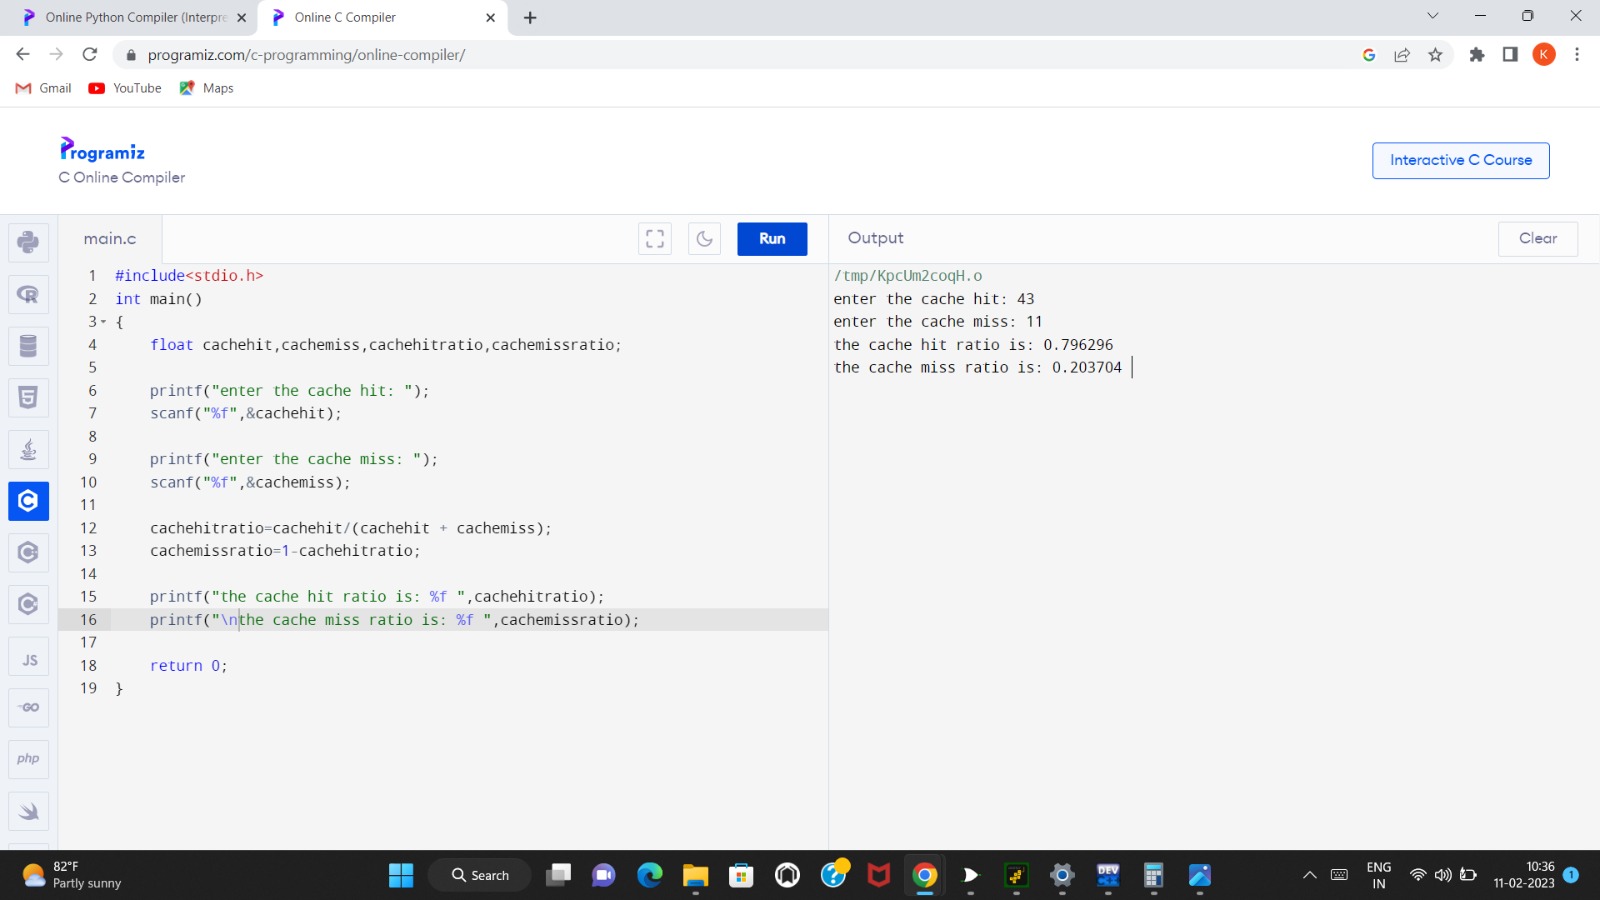 Online Python Compiler (Interpre
Online C Compiler
programiz.com/c-programming/online-compiler/
K
Gmail
YouTube
Maps
Programiz
C Online Compiler
Interactive C Course
main.c
Run
Output
Clear
1 #include<stdio.h>
2 int main()
3 {
4 float cachehit,cachemiss,cachehitratio,cachemissratio;
5
6 printf("enter the cache hit: ");
7 scanf("%f",&cachehit);
8
9 printf("enter the cache miss: ");
10 scanf("%f",&cachemiss);
11
12 cachehitratio=cachehit/(cachehit + cachemiss);
13 cachemissratio=1-cachehitratio;
14
15 printf("the cache hit ratio is: %f ",cachehitratio);
16 printf("\nthe cache miss ratio is: %f ",cachemissratio);
17
18 return 0;
19 }
/tmp/KpcUm2coqH.o
enter the cache hit: 43
enter the cache miss: 11
the cache hit ratio is: 0.796296
the cache miss ratio is: 0.203704
JS
GO
php
82°F
Partly sunny
Search
DEV
ENG
IN
10:36
11-02-2023
1